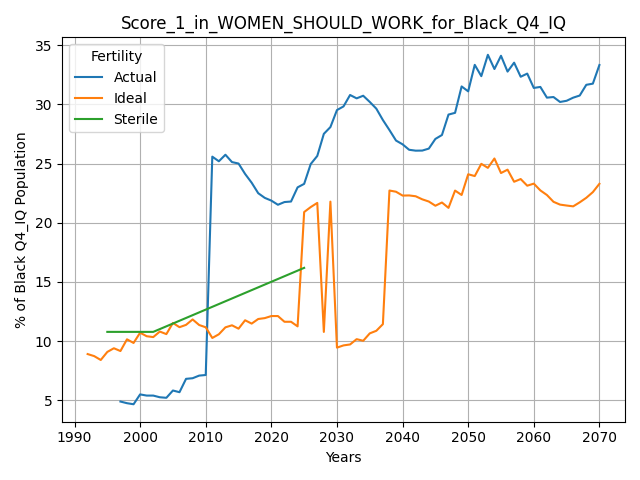 Score_1_in_WOMEN_SHOULD_WORK_for_Black_Q4_IQ
Fertility
Actual
Ideal
Sterile
% of Black Q4_IQ Population
35
30
25
20
15
10
5
1990 2000 2010 2020 2030 2040 2050 2060 2070
Years